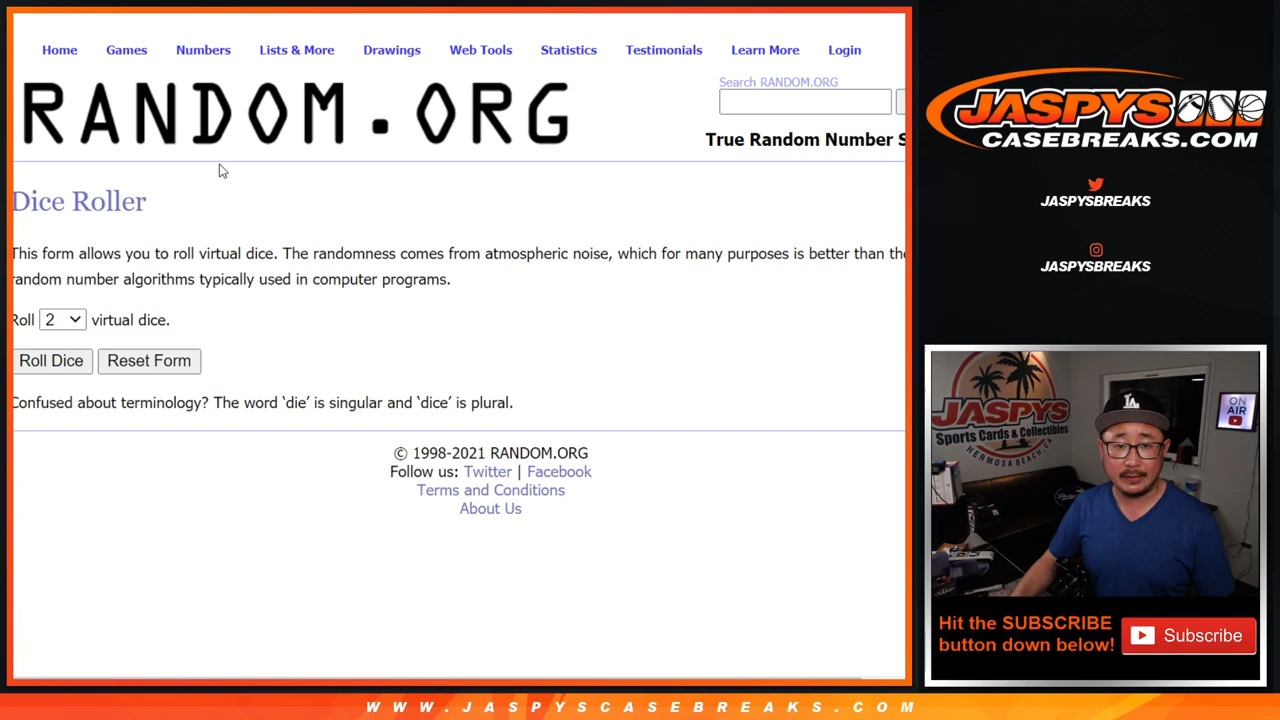 Home Games Numbers Lists & More Drawings Web Tools Statistics Testimonials Learn More Login
RANDOM.ORG
Search RANDOM.ORG
True Random Number S
Dice Roller
This form allows you to roll virtual dice. The randomness comes from atmospheric noise, which for many purposes is better than the
random number algorithms typically used in computer programs.
Roll 2 virtual dice.
Roll Dice Reset Form
Confused about terminology? The word ‘die’ is singular and ‘dice’ is plural.
© 1998-2021 RANDOM.ORG
Follow us: Twitter | Facebook
Terms and Conditions
About Us
JASPYS
CASEBREAKS.COM
JASPYSBREAKS
JASPYSBREAKS
JASPYS
Sports Cards & Collectibles
HERMOSA BEACH, CA
ON
AIR
LA
Dodgers
Hit the SUBSCRIBE
button down below!
Subscribe
WWW.JASPYSCASEBREAKS.COM